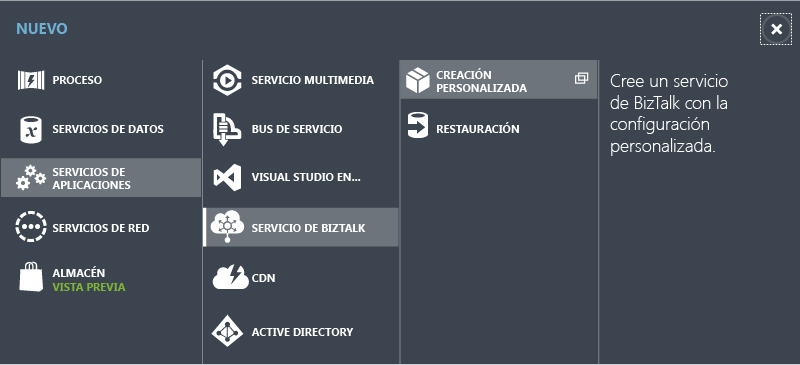 NUEVO
PROCESO
SERVICIOS DE DATOS
SERVICIOS DE
APLICACIONES
SERVICIOS DE RED
ALMACÉN
VISTA PREVIA
SERVICIO MULTIMEDIA
BUS DE SERVICIO
VISUAL STUDIO EN...
SERVICIO DE BIZTALK
CDN
ACTIVE DIRECTORY
CREACIÓN
PERSONALIZADA
RESTAURACIÓN
Cree un servicio
de BizTalk con la
configuración
personalizada.